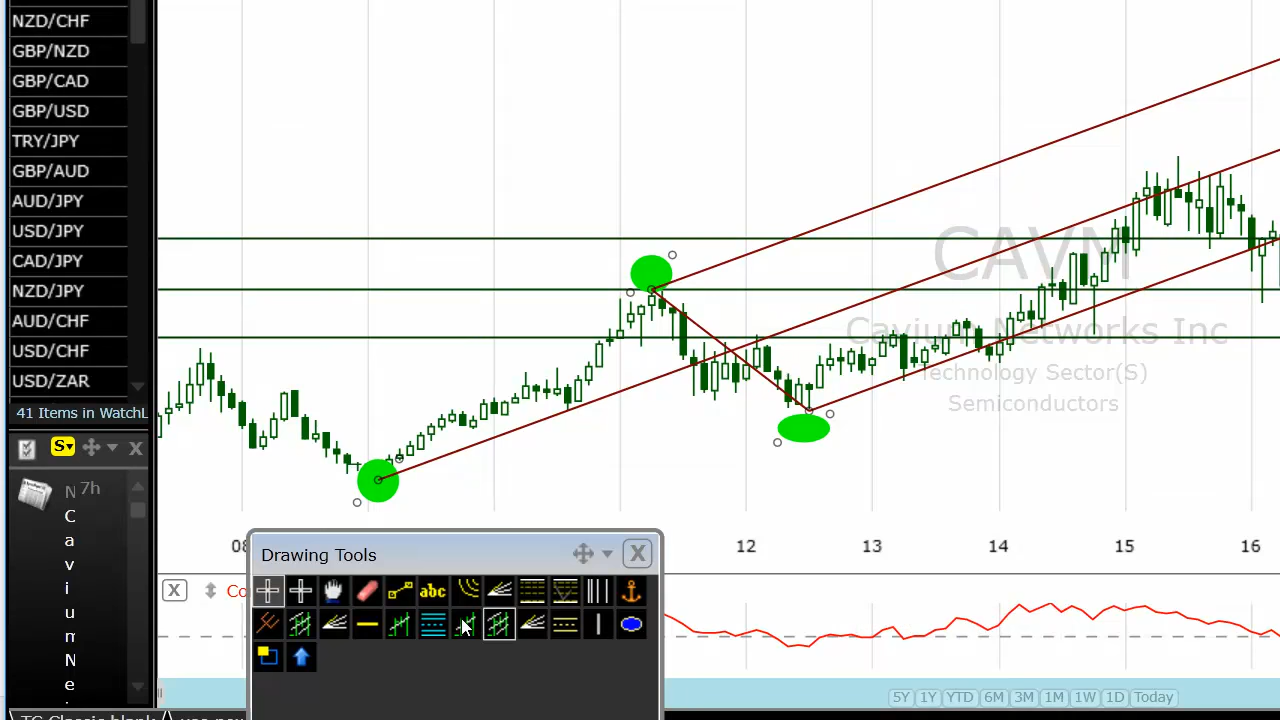 NZD/CHF
GBP/NZD
GBP/CAD
GBP/USD
TRY/JPY
GBP/AUD
AUD/JPY
USD/JPY
CAD/JPY
NZD/JPY
AUD/CHF
USD/CHF
USD/ZAR
41 Items in WatchL
S
N 7h
C
a
v
i
u
m
N
e
CAVM
Cavium Networks Inc
Technology Sector(S)
Semiconductors
08 12 13 14 15 16
Drawing Tools
X
abc
X Co
5Y 1Y YTD 6M 3M 1M 1W 1D Today